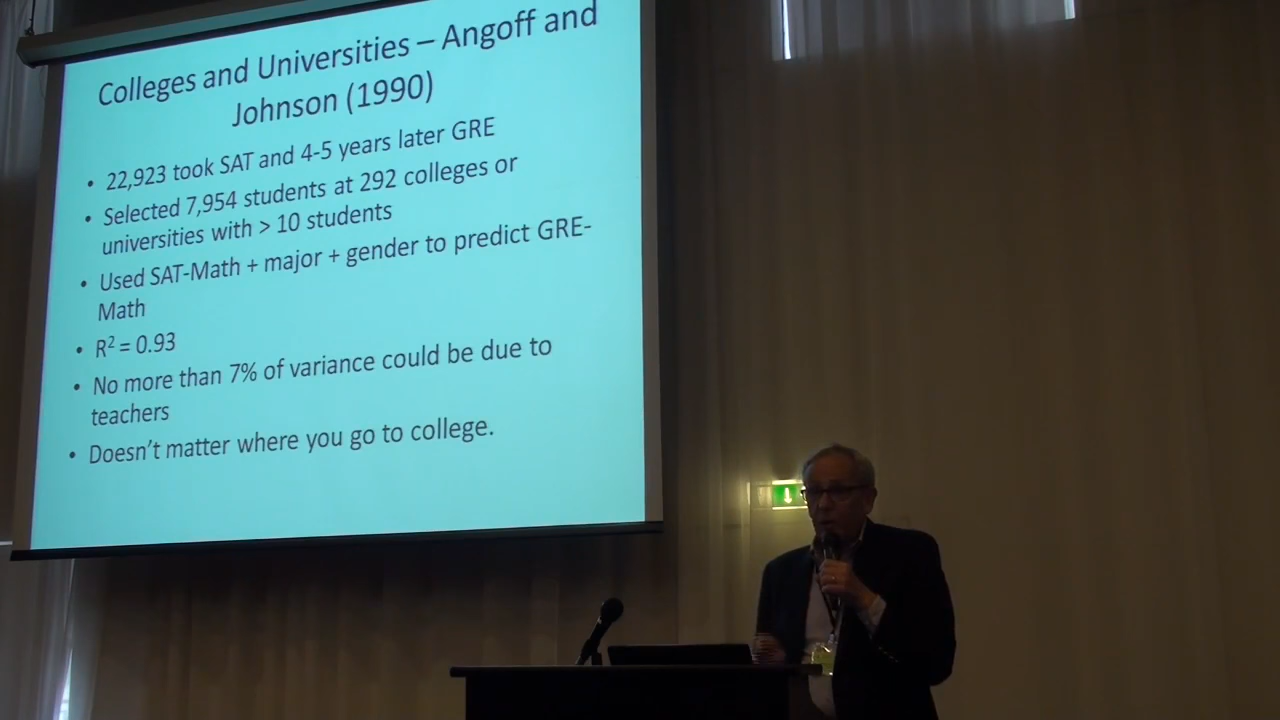 Colleges and Universities – Angoff and
Johnson (1990)
• 22,923 took SAT and 4-5 years later GRE
• Selected 7,954 students at 292 colleges or
universities with > 10 students
• Used SAT-Math + major + gender to predict GRE-
Math
• R² = 0.93
• No more than 7% of variance could be due to
teachers
• Doesn’t matter where you go to college.